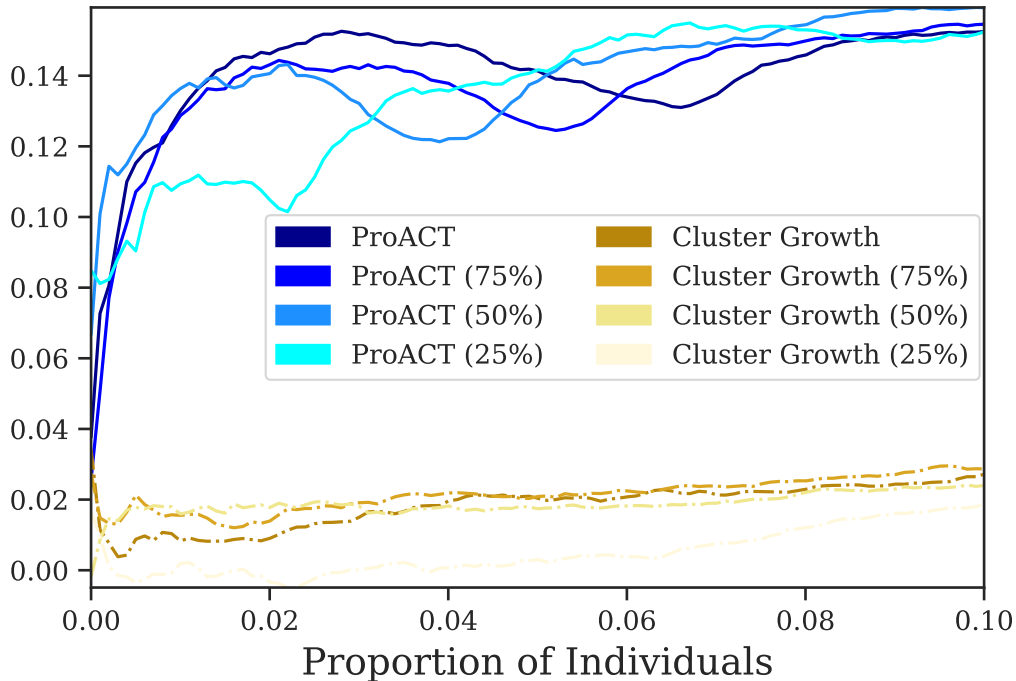 0.14
0.12
0.10
0.08
0.06
0.04
0.02
0.00
ProACT
ProACT (75%)
ProACT (50%)
ProACT (25%)
Cluster Growth
Cluster Growth (75%)
Cluster Growth (50%)
Cluster Growth (25%)
0.00 0.02 0.04 0.06 0.08 0.10
Proportion of Individuals